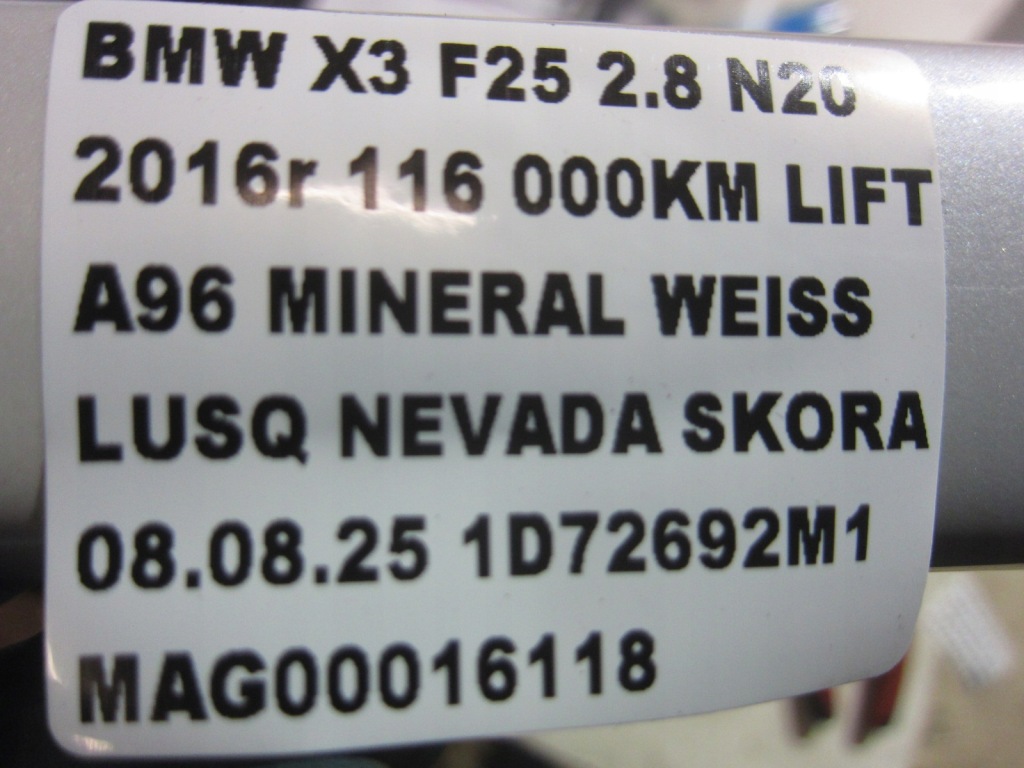 BMW X3 F25 2.8 N20
2016r 116 000KM LIFT
A96 MINERAL WEISS
LUSQ NEVADA SKORA
08.08.25 1D72692M1
MAG00016118